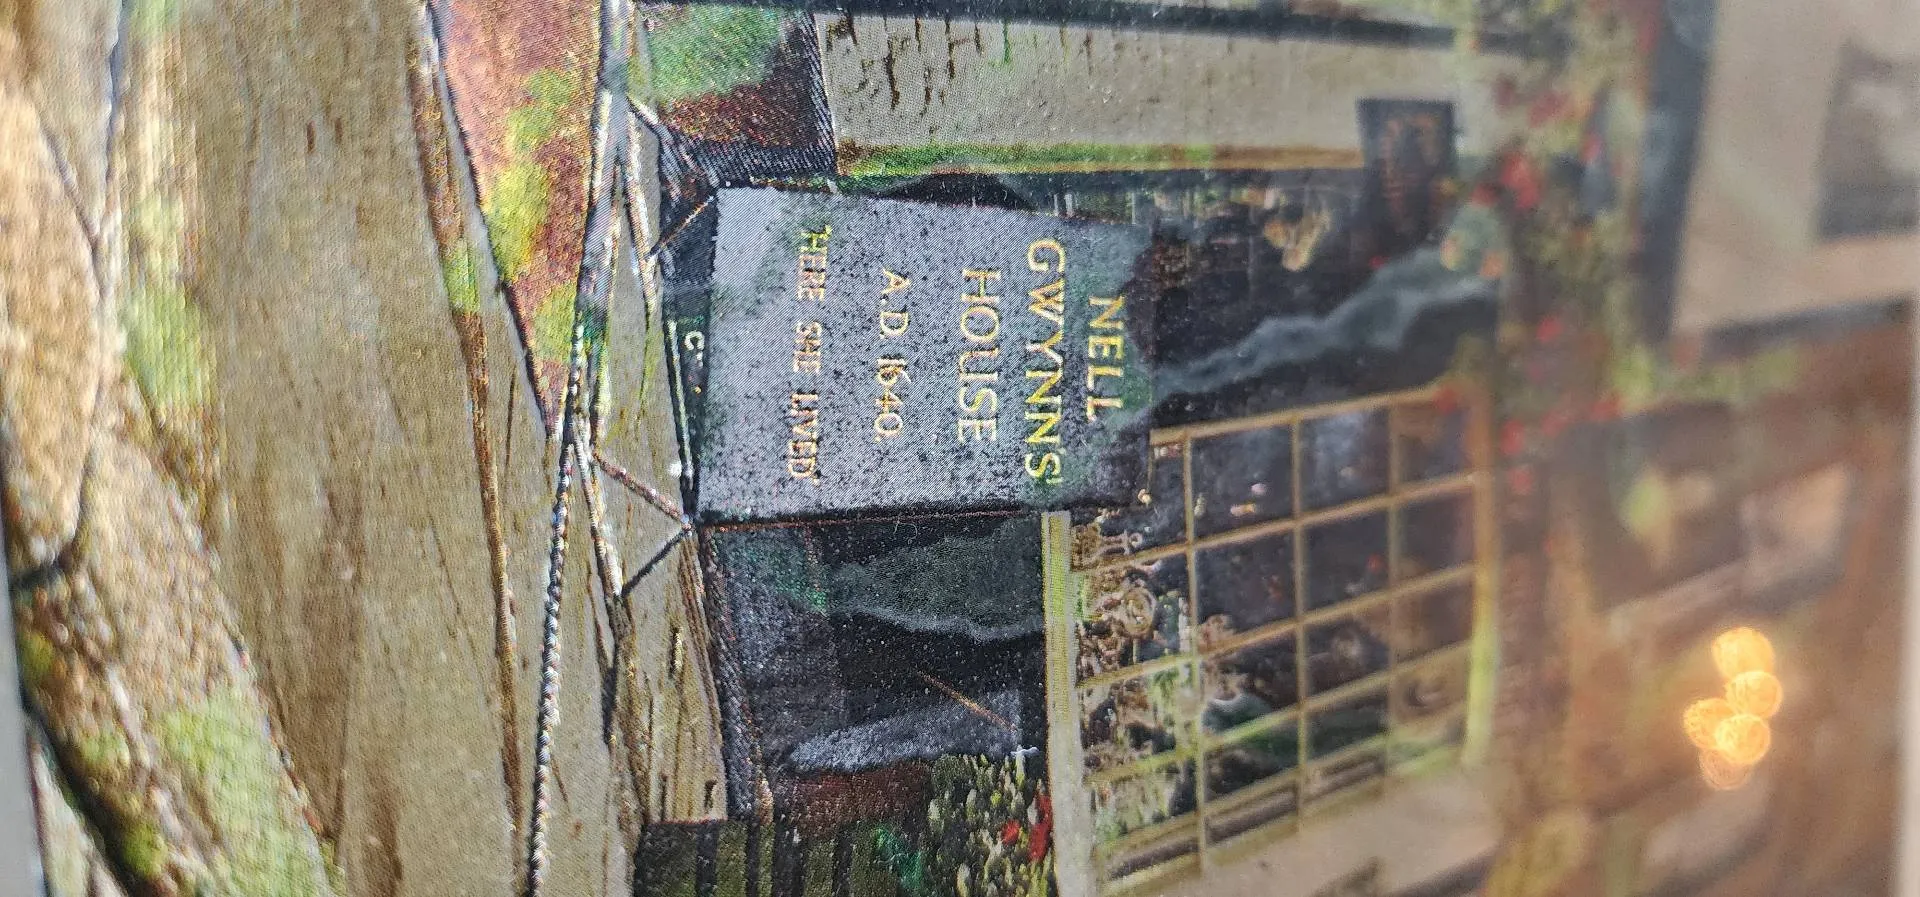 NELL
GWYNNS
HOUSE
A.D. 1640.
"HERE SHE LIVED"